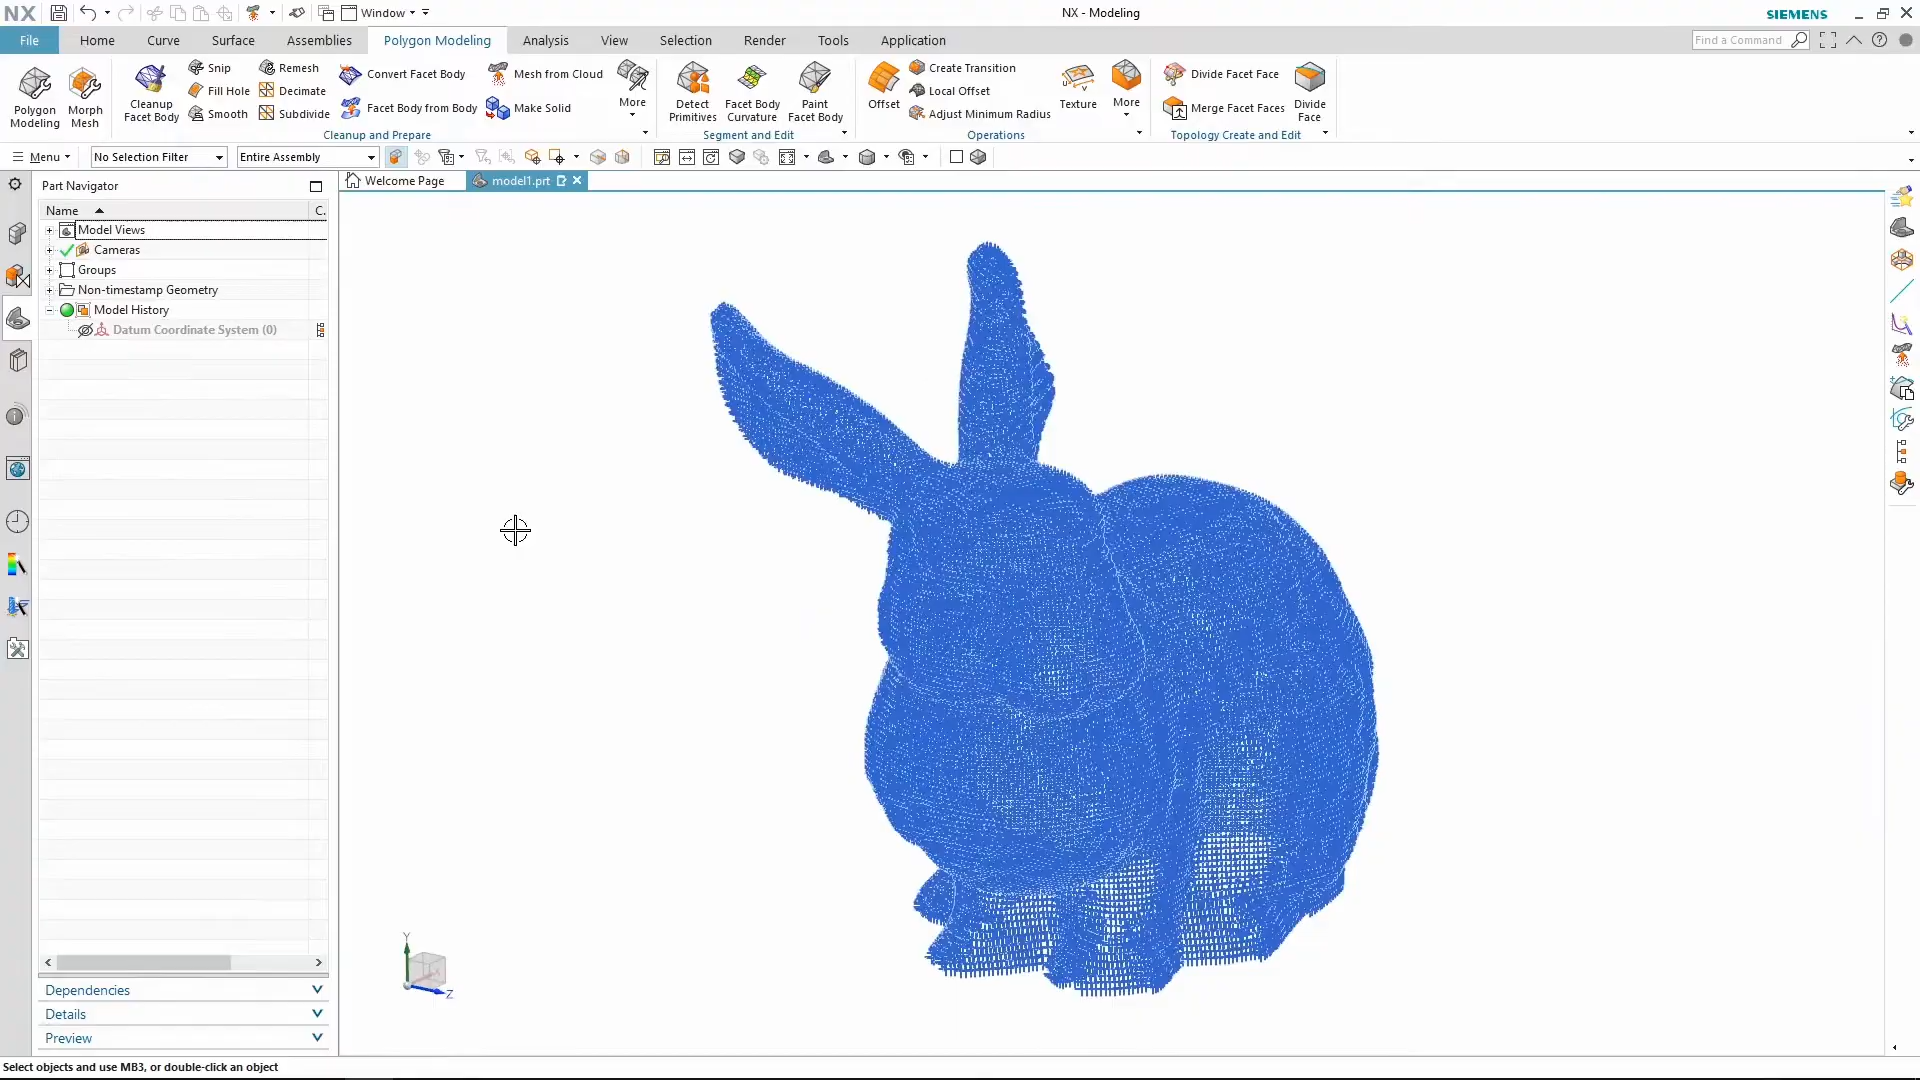 NX
Window
NX - Modeling
SIEMENS
File
Home
Curve
Surface
Assemblies
Polygon Modeling
Analysis
View
Selection
Render
Tools
Application
Find a Command
Polygon
Modeling
Morph
Mesh
Cleanup
Facet Body
Snip
Fill Hole
Smooth
Remesh
Decimate
Subdivide
Convert Facet Body
Facet Body from Body
Mesh from Cloud
Make Solid
More
Cleanup and Prepare
Detect
Primitives
Facet Body
Curvature
Paint
Facet Body
Segment and Edit
Offset
Create Transition
Local Offset
Adjust Minimum Radius
Texture
More
Operations
Divide Facet Face
Merge Facet Faces
Divide
Face
Topology Create and Edit
Menu
No Selection Filter
Entire Assembly
Part Navigator
Welcome Page
model1.prt
Name
C.
Model Views
Cameras
Groups
Non-timestamp Geometry
Model History
Datum Coordinate System (0)
Y
Z
Dependencies
Details
Preview
Select objects and use MB3, or double-click an object